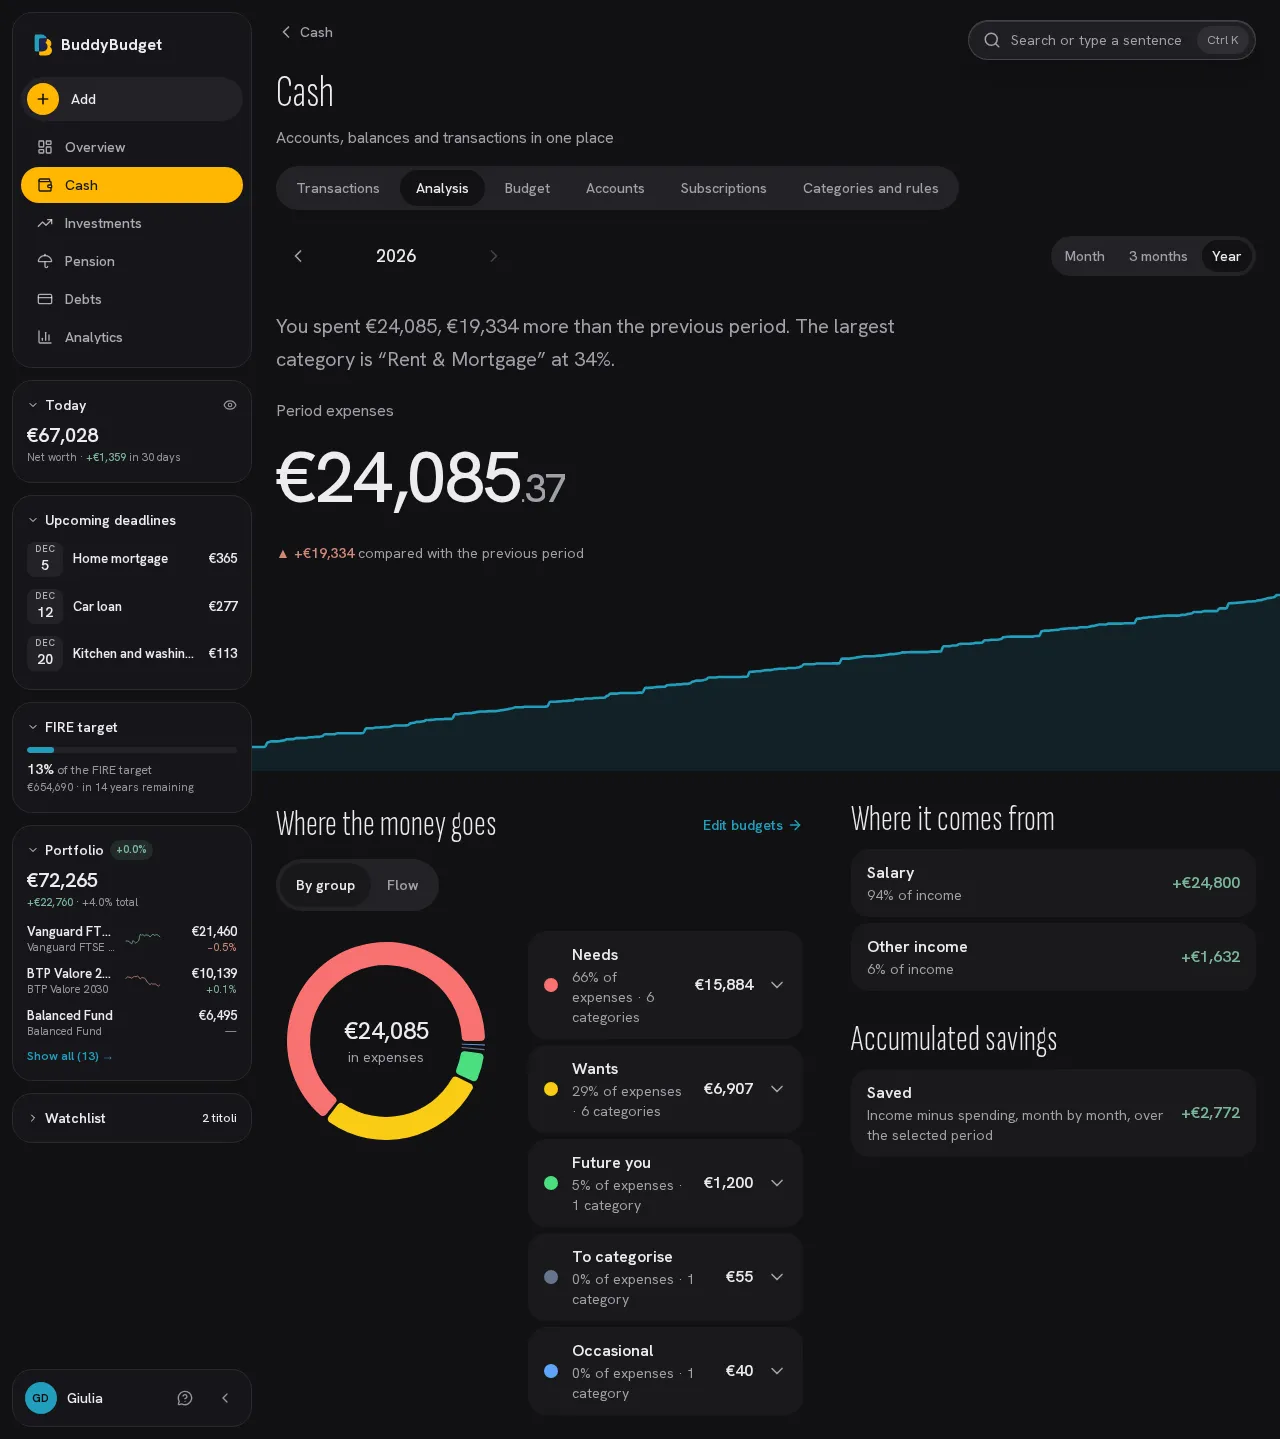 BuddyBudget
Add
Overview
Cash
Investments
Pension
Debts
Analytics
Today
€67,028
Net worth · +€1,359 in 30 days
Upcoming deadlines
DEC
5
Home mortgage
€365
DEC
12
Car loan
€277
DEC
20
Kitchen and washin...
€113
FIRE target
13% of the FIRE target
€654,690 · in 14 years remaining
Portfolio
+0.0%
€72,265
+€22,760 · +4.0% total
Vanguard FT...
€21,460
Vanguard FTSE ...
−0.5%
BTP Valore 2...
€10,139
BTP Valore 2030
+0.1%
Balanced Fund
€6,495
Balanced Fund
—
Show all (13) →
Watchlist
2 titoli
GD
Giulia
Cash
Search or type a sentence
Ctrl K
Cash
Accounts, balances and transactions in one place
Transactions
Analysis
Budget
Accounts
Subscriptions
Categories and rules
2026
Month
3 months
Year
You spent €24,085, €19,334 more than the previous period. The largest
category is “Rent & Mortgage” at 34%.
Period expenses
€24,085.37
▲ +€19,334 compared with the previous period
Where the money goes
Edit budgets →
By group
Flow
€24,085
in expenses
Needs
66% of
expenses · 6
categories
€15,884
Wants
29% of expenses
· 6 categories
€6,907
Future you
5% of expenses ·
1 category
€1,200
To categorise
0% of expenses · 1
category
€55
Occasional
0% of expenses · 1
category
€40
Where it comes from
Salary
94% of income
+€24,800
Other income
6% of income
+€1,632
Accumulated savings
Saved
Income minus spending, month by month, over
the selected period
+€2,772